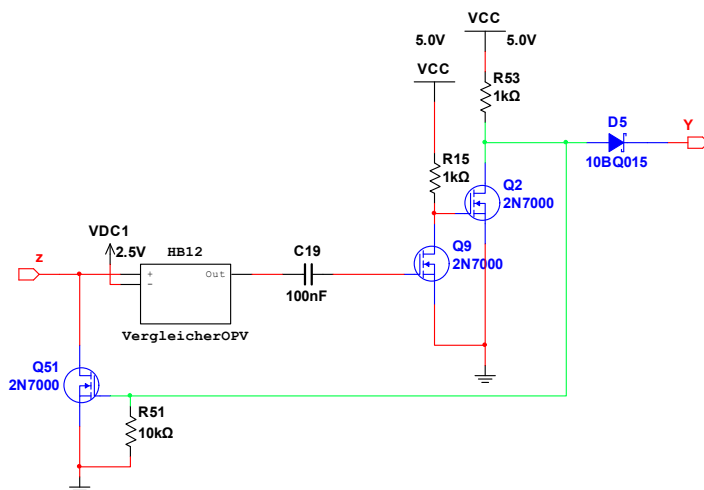 VCC
5.0V
5.0V
VCC
R53
1kΩ
D5
Y
10BQ015
R15
1kΩ
Q2
2N7000
VDC1
2.5V
HB12
C19
Q9
2N7000
z
+
Out
−
100nF
VergleicherOPV
Q51
2N7000
R51
10kΩ